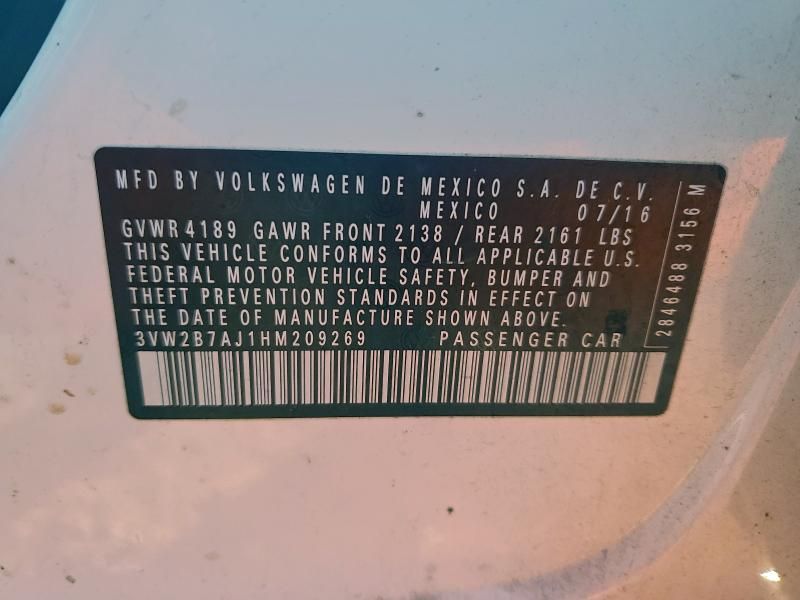 MFD BY VOLKSWAGEN DE MEXICO S.A. DE C.V.
MEXICO 07/16
GVWR 4189 GAWR FRONT 2138 / REAR 2161 LBS
THIS VEHICLE CONFORMS TO ALL APPLICABLE U.S.
FEDERAL MOTOR VEHICLE SAFETY, BUMPER AND
THEFT PREVENTION STANDARDS IN EFFECT ON
THE DATE OF MANUFACTURE SHOWN ABOVE.
3VW2B7AJ1HM209269 PASSENGER CAR
2846488 3156 M